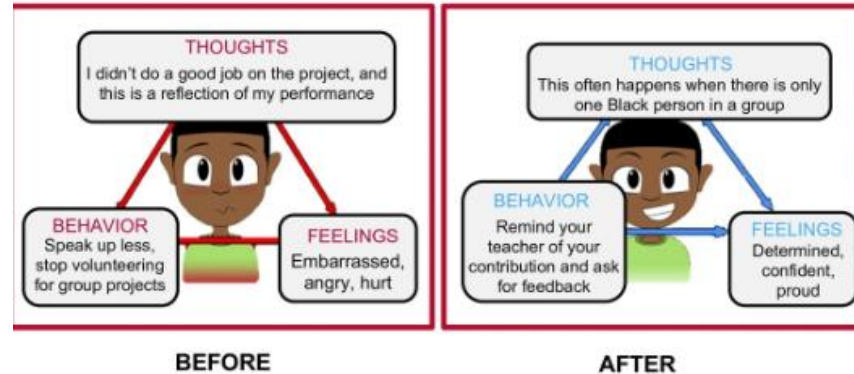 THOUGHTS
I didn't do a good job on the project, and
this is a reflection of my performance
BEHAVIOR
Speak up less,
stop volunteering
for group projects
FEELINGS
Embarrassed,
angry, hurt
BEFORE
THOUGHTS
This often happens when there is only
one Black person in a group
BEHAVIOR
Remind your
teacher of your
contribution and ask
for feedback
FEELINGS
Determined,
confident,
proud
AFTER